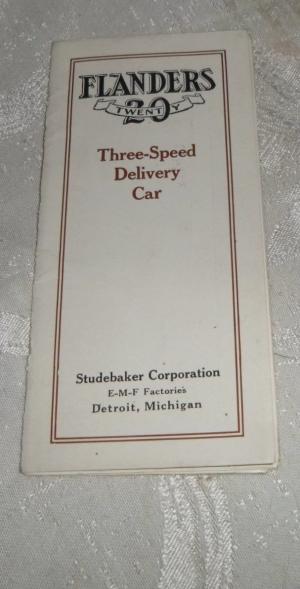 FLANDERS
TWENTY
20
Three-Speed
Delivery
Car
Studebaker Corporation
E-M-F Factories
Detroit, Michigan